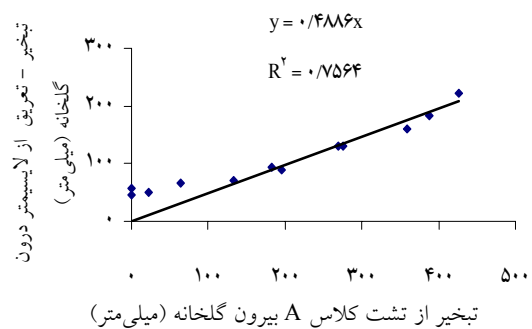 y = ۰/۴۸۸۶x
R² = ۰/۷۵۶۴
تبخیر - تعریق از لایسیمتر درون
گلخانه (میلی‌متر)
۳۰۰
۲۰۰
۱۰۰
۰
۰ ۱۰۰ ۲۰۰ ۳۰۰ ۴۰۰ ۵۰۰
تبخیر از تشت کلاس A بیرون گلخانه (میلی‌متر)